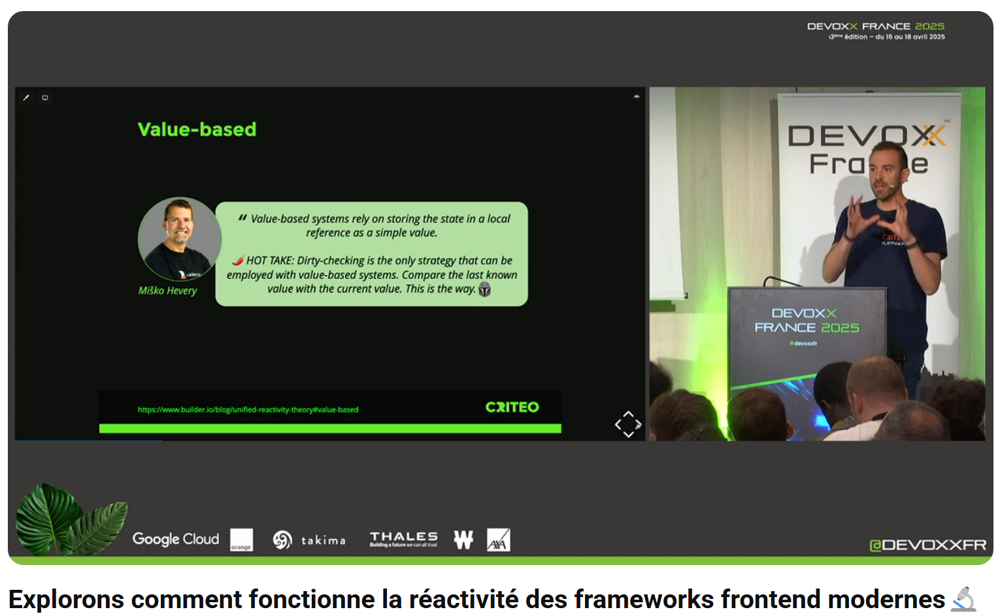 DEVOXX FRANCE 2025
13ème édition – du 16 au 18 avril 2025
Value-based
“ Value-based systems rely on storing the state in a local
reference as a simple value.
🌶️ HOT TAKE: Dirty-checking is the only strategy that can be
employed with value-based systems. Compare the last known
value with the current value. This is the way.
Miško Hevery
https://www.builder.io/blog/unified-reactivity-theory#value-based
CRITEO
DEVOXX™
France
CRITEO
PLATFORM
DEVOXX
FRANCE 2025
#devoxxfr
Google Cloud
orange
takima
THALES
Building a future we can all trust
W
AXA
@DEVOXXFR
Explorons comment fonctionne la réactivité des frameworks frontend modernes🔬